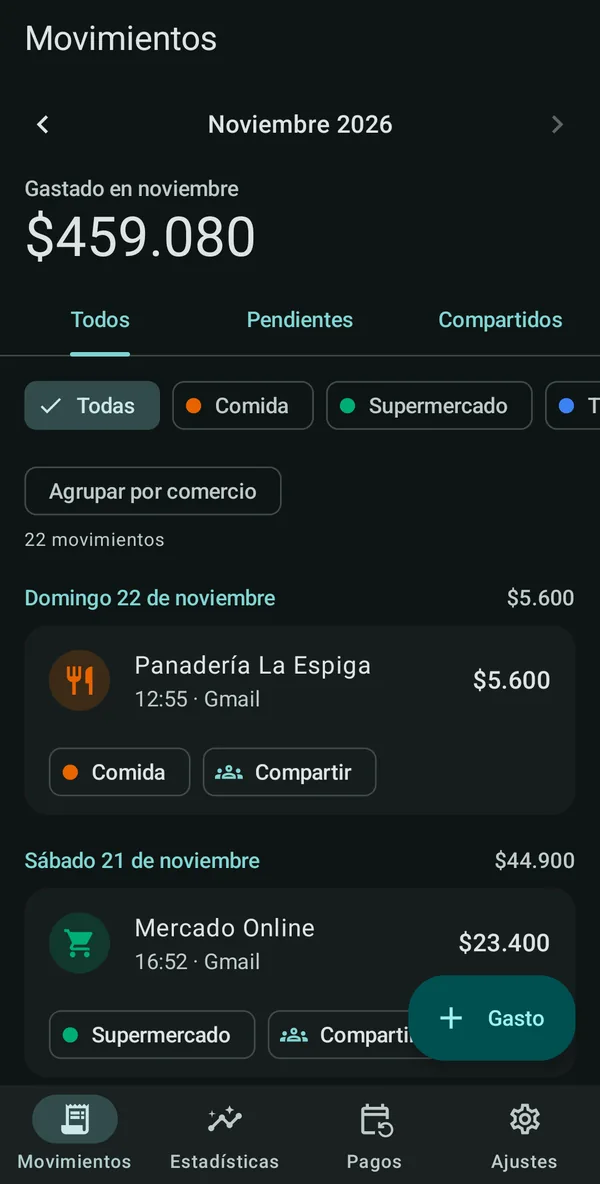 Movimientos
Noviembre 2026
Gastado en noviembre
$459.080
Todos Pendientes Compartidos
Todas Comida Supermercado T
Agrupar por comercio
22 movimientos
Domingo 22 de noviembre $5.600
Panadería La Espiga
12:55 · Gmail
$5.600
Comida Compartir
Sábado 21 de noviembre $44.900
Mercado Online
16:52 · Gmail
$23.400
Supermercado Comparti
Gasto
Movimientos Estadísticas Pagos Ajustes